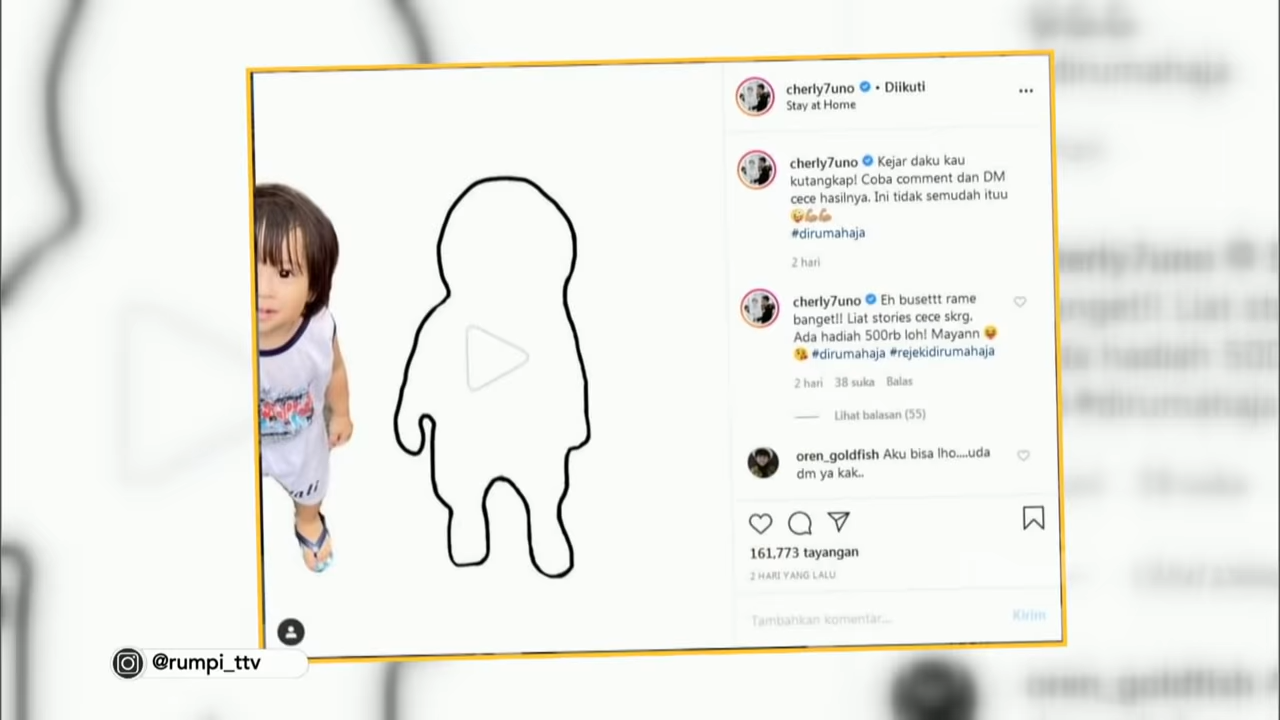 cherly7uno • Diikuti
Stay at Home
cherly7uno Kejar daku kau
kutangkap! Coba comment dan DM
cece hasilnya. Ini tidak semudah ituu
#dirumahaja
2 hari
cherly7uno Eh busettt rame
banget!! Liat stories cece skrg.
Ada hadiah 500rb loh! Mayann
#dirumahaja #rejekidirumahaja
2 hari 38 suka Balas
Lihat balasan (55)
oren_goldfish Aku bisa lho....uda
dm ya kak..
161,773 tayangan
2 HARI YANG LALU
Tambahkan komentar... Kirim
@rumpi_ttv